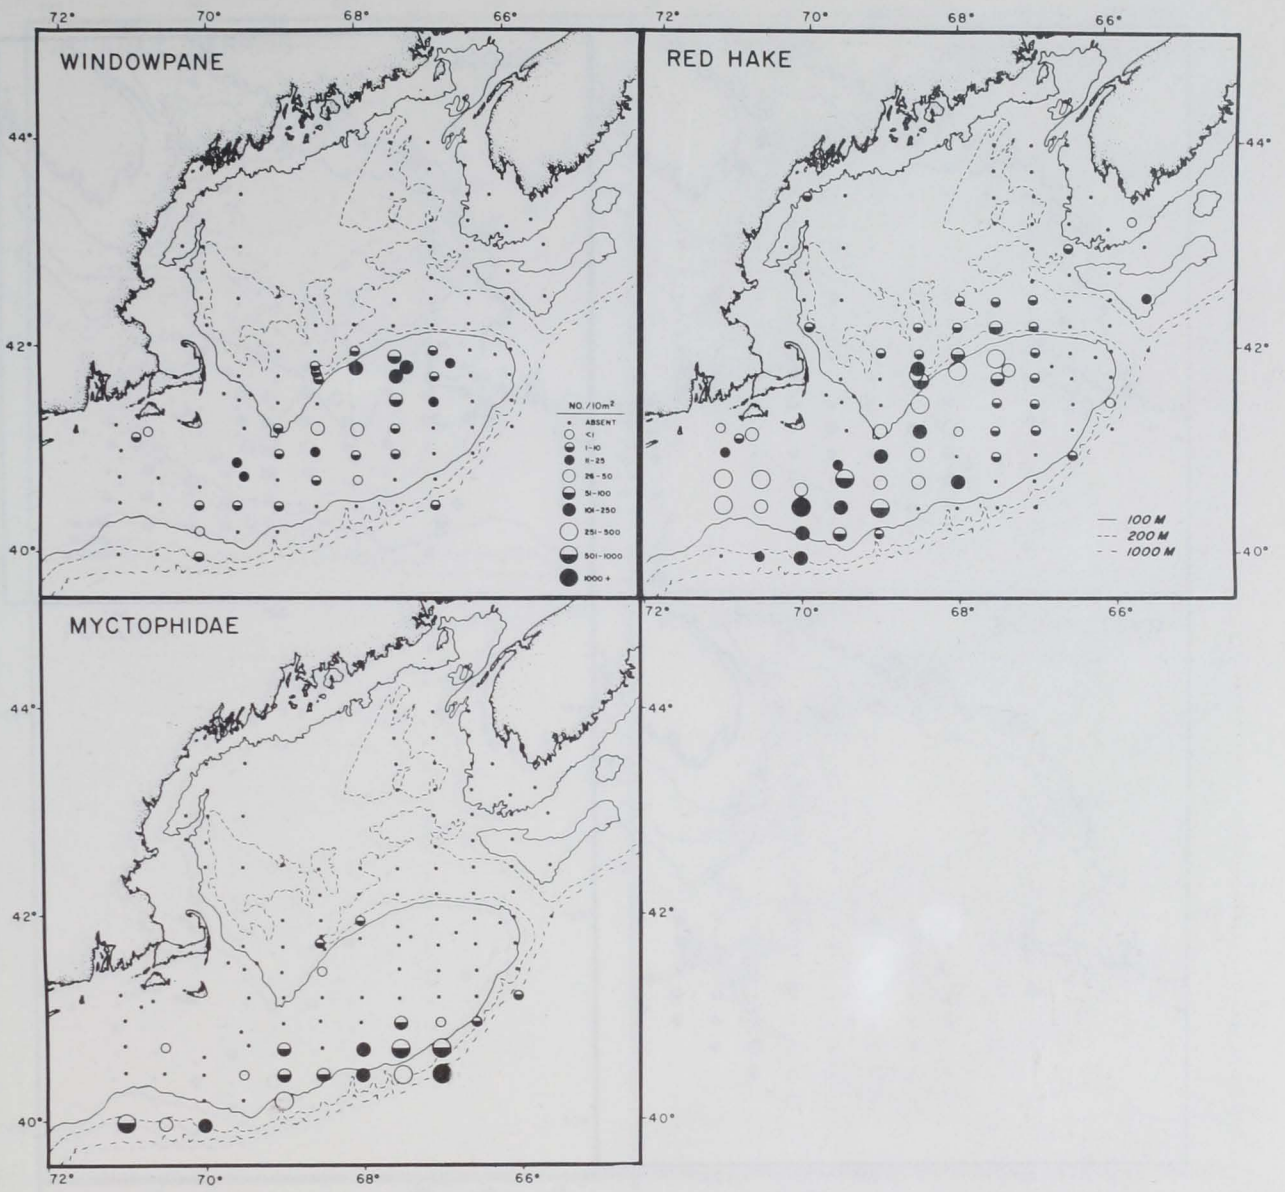 72° 70° 68° 66° 72° 70° 68° 66°
WINDOWPANE
RED HAKE
44° 44°
42° 42°
NO./10m²
ABSENT
<1
1-10
11-25
26-50
51-100
101-250
251-500
501-1000
1000+
100 M
200 M
1000 M
40° 40°
72° 70° 68° 66°
MYCTOPHIDAE
44° 44°
42° 42°
40° 40°
72° 70° 68° 66°